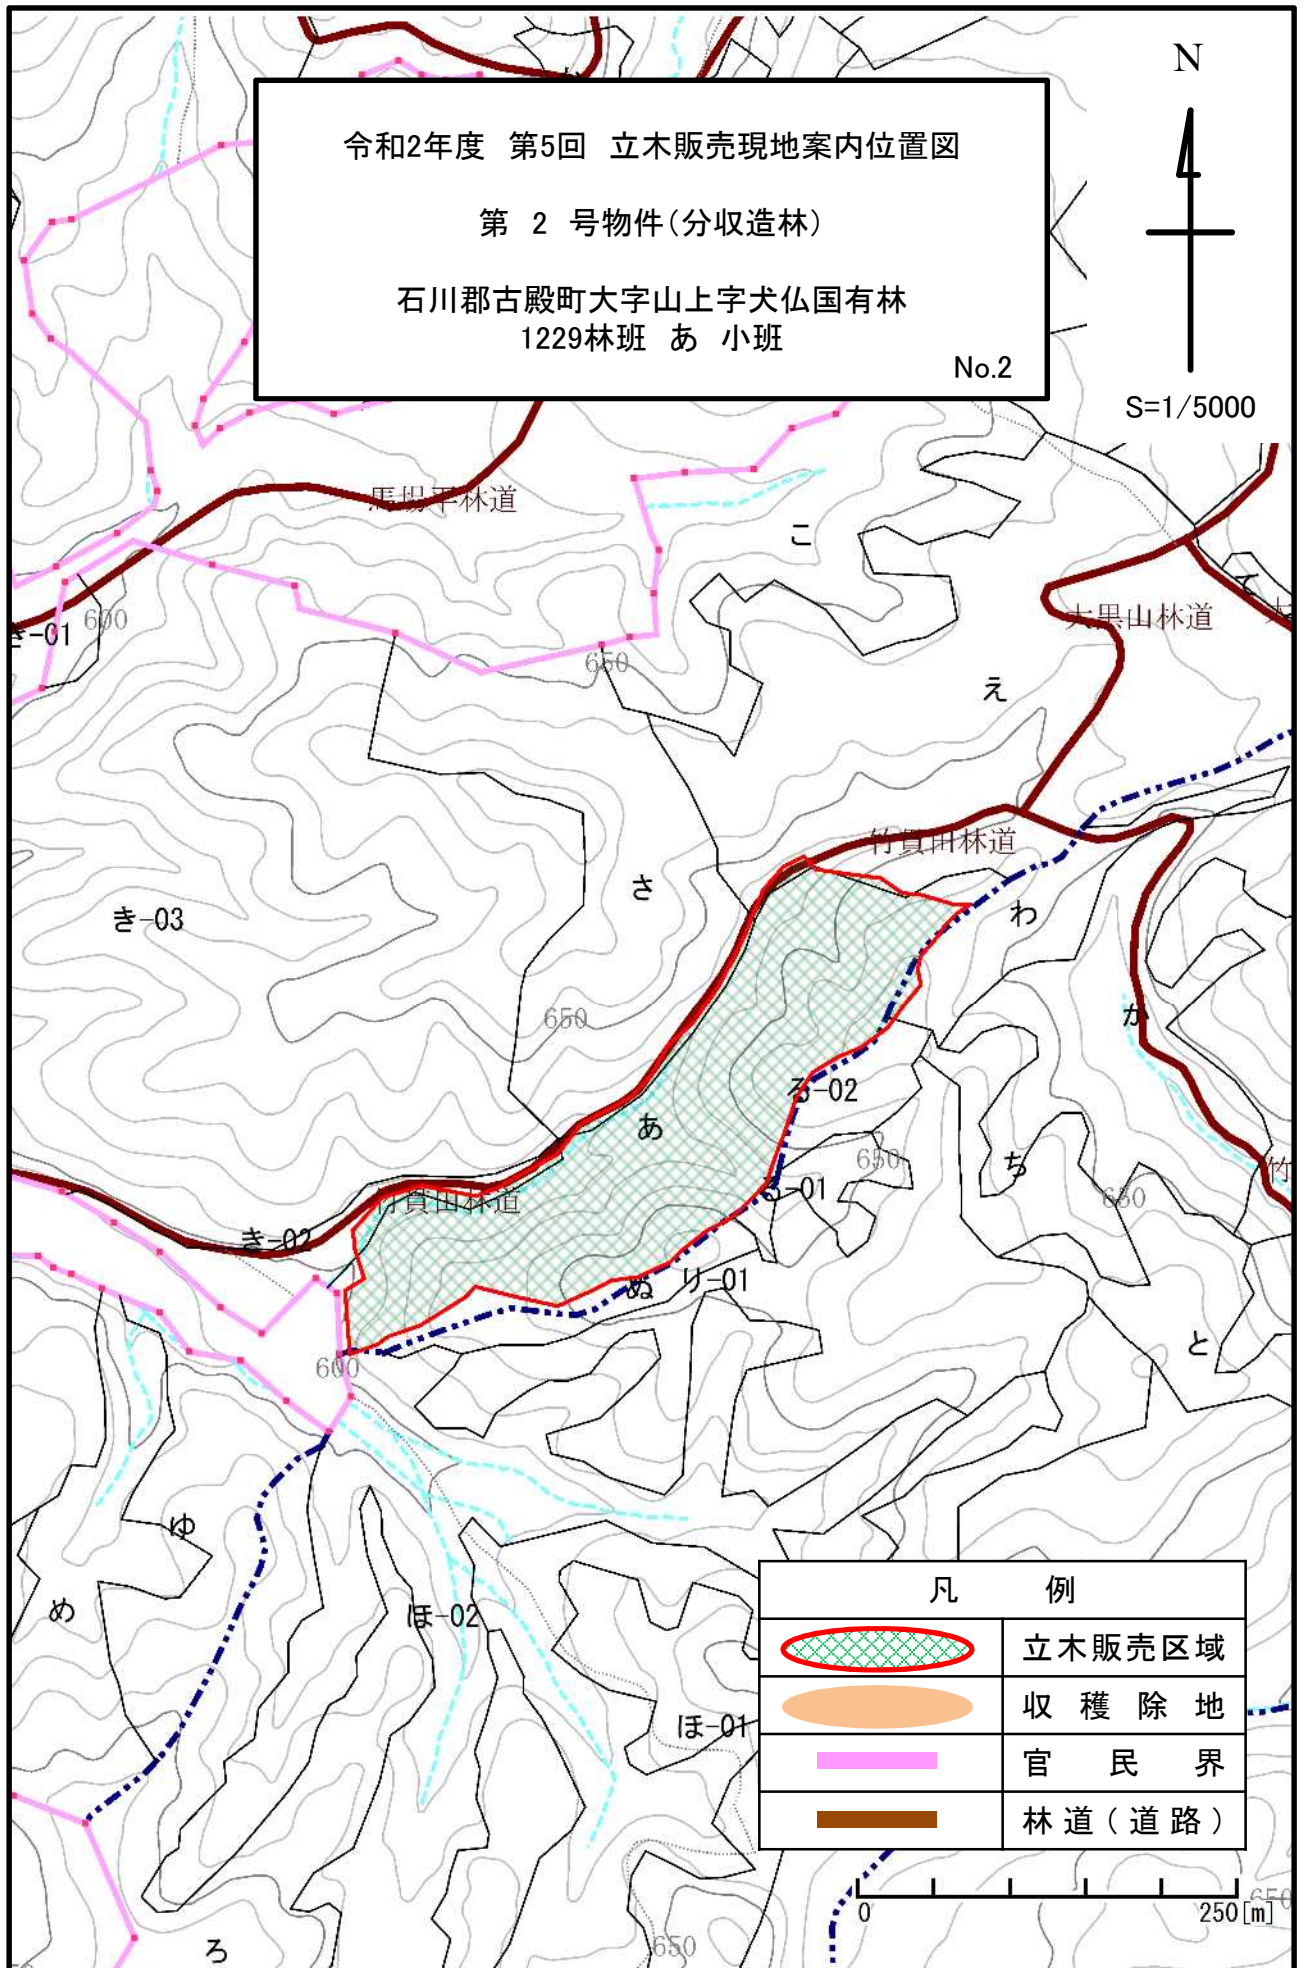 N
令和2年度 第5回 立木販売現地案内位置図
第 2 号物件(分収造林)
石川郡古殿町大字山上字犬仏国有林
1229林班 あ 小班
No.2
S=1/5000
馬場平林道
こ
て
大黒山林道
600
き-01
650
え
竹貫田林道
さ
き-03
わ
650
か
る-02
あ
ち
650
る-01
650
竹貫田林道
竹
き-02
ぬ
り-01
と
600
ゆ
め
ほ-02
ほ-01
ろ
650
凡 例
立木販売区域
収穫除地
官民界
林道(道路)
0
250[m]
650